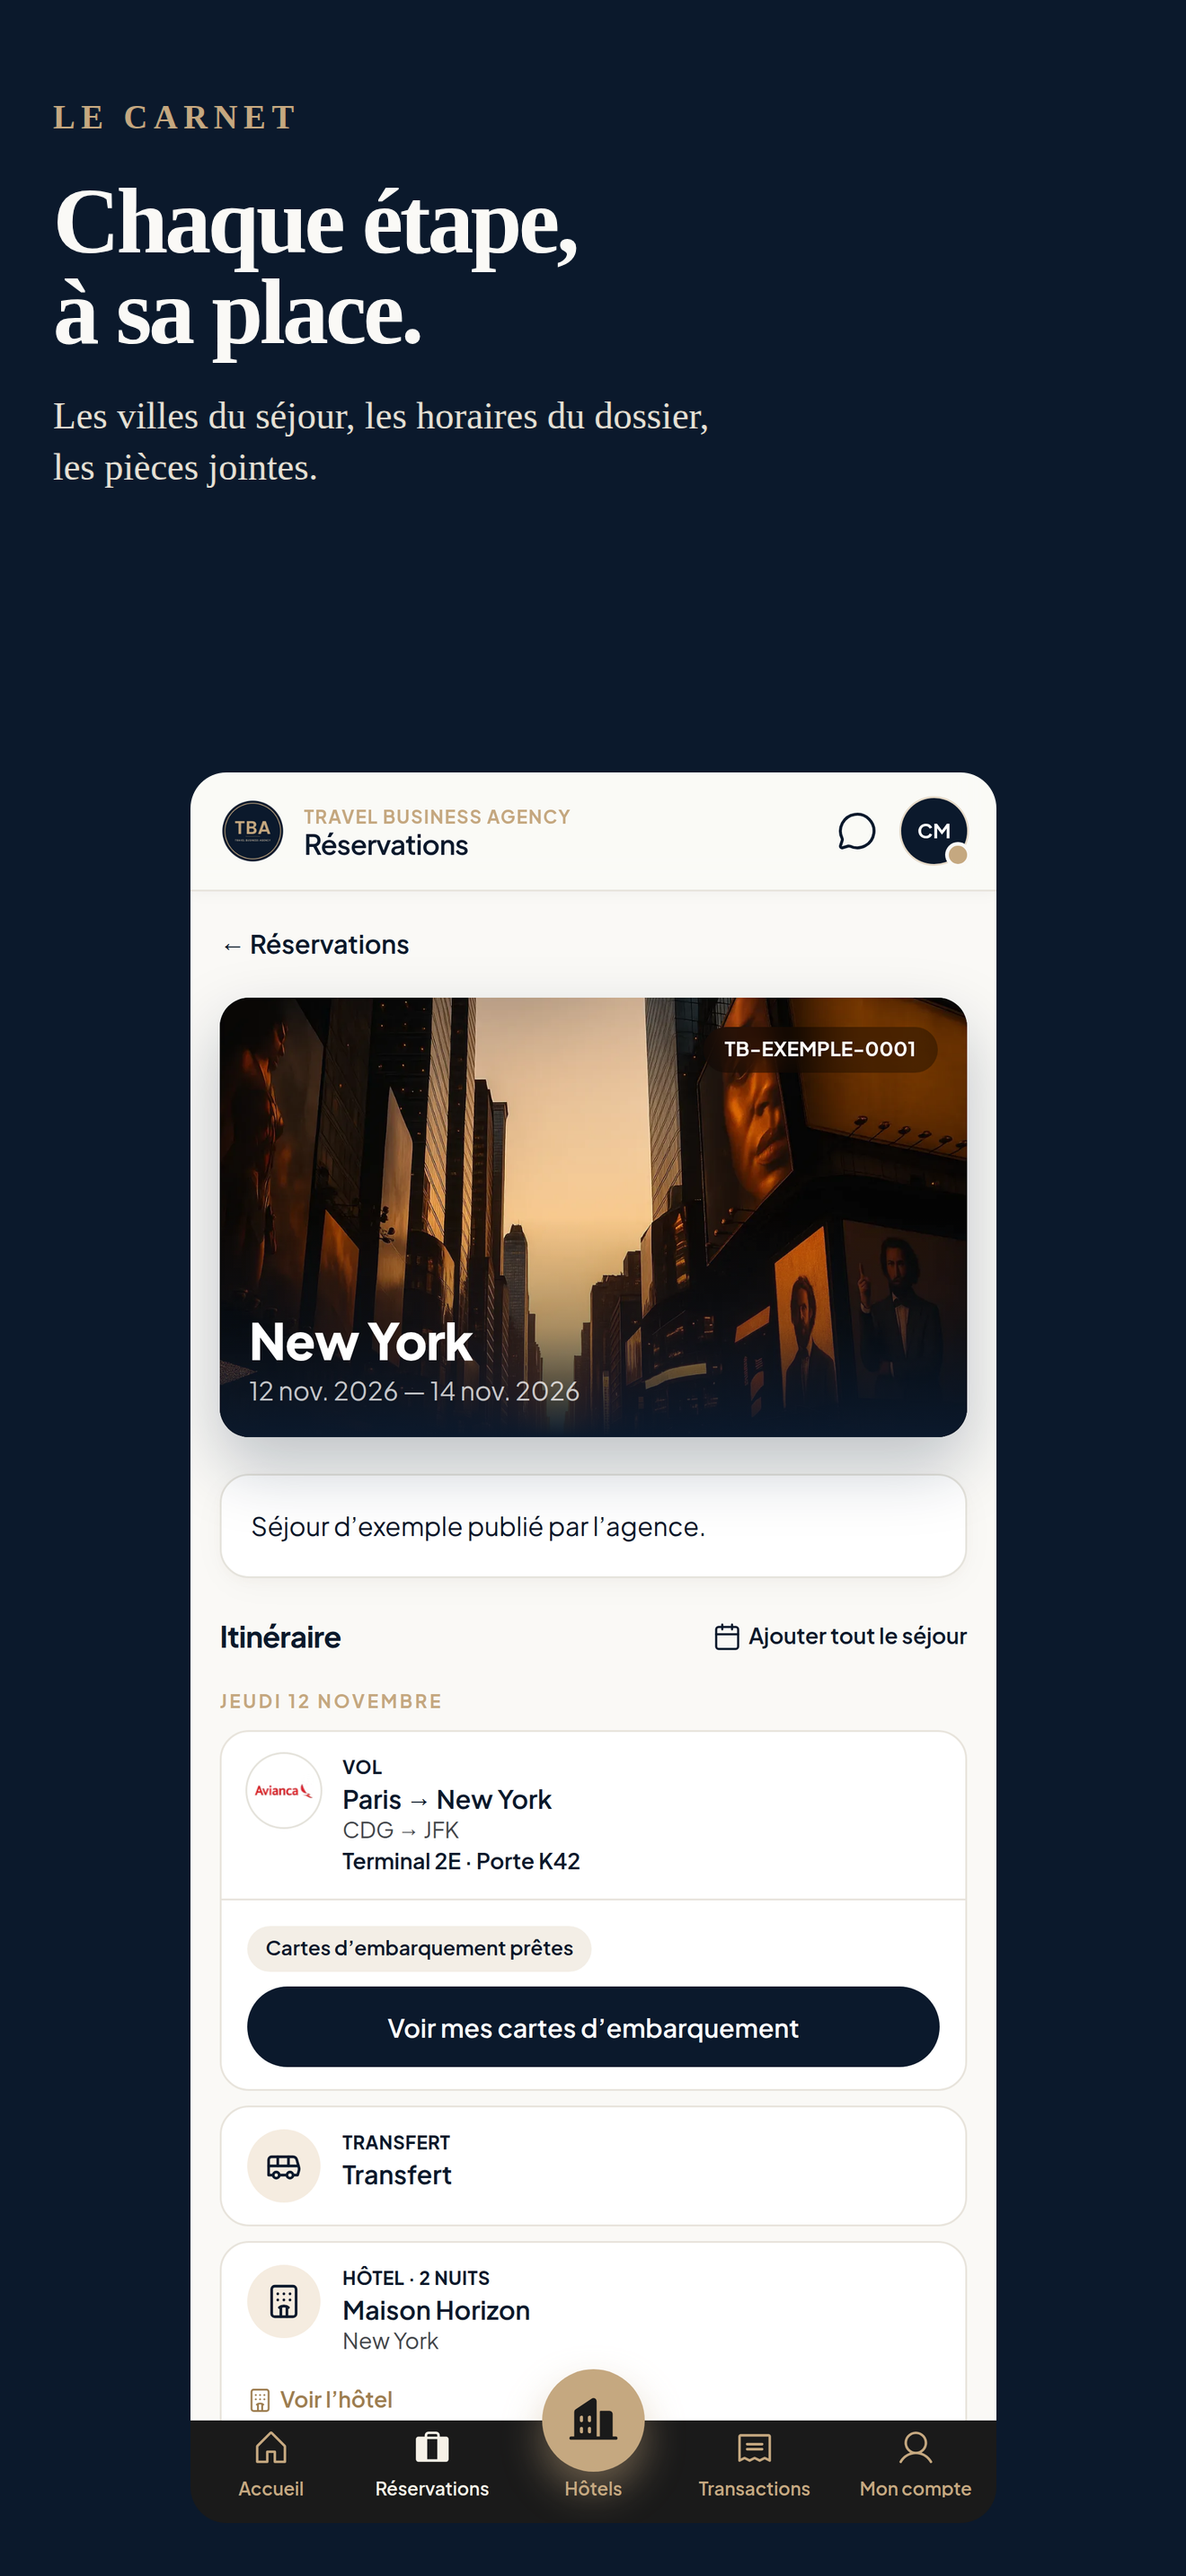 LE CARNET
Chaque étape,
à sa place.
Les villes du séjour, les horaires du dossier,
les pièces jointes.
TBA
TRAVEL BUSINESS AGENCY
Réservations
CM
← Réservations
TB-EXEMPLE-0001
New York
12 nov. 2026 — 14 nov. 2026
Séjour d’exemple publié par l’agence.
Itinéraire
Ajouter tout le séjour
JEUDI 12 NOVEMBRE
Avianca
VOL
Paris → New York
CDG → JFK
Terminal 2E · Porte K42
Cartes d’embarquement prêtes
Voir mes cartes d’embarquement
TRANSFERT
Transfert
HÔTEL · 2 NUITS
Maison Horizon
New York
Voir l’hôtel
Accueil
Réservations
Hôtels
Transactions
Mon compte